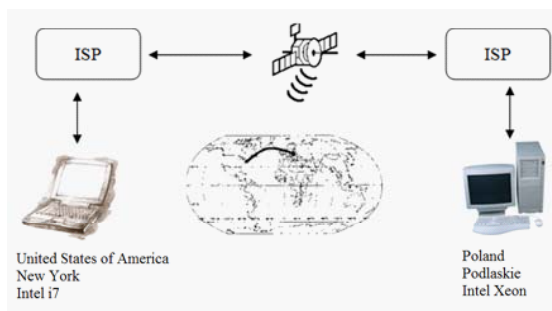 ISP
ISP
United States of America
New York
Intel i7
Poland
Podlaskie
Intel Xeon